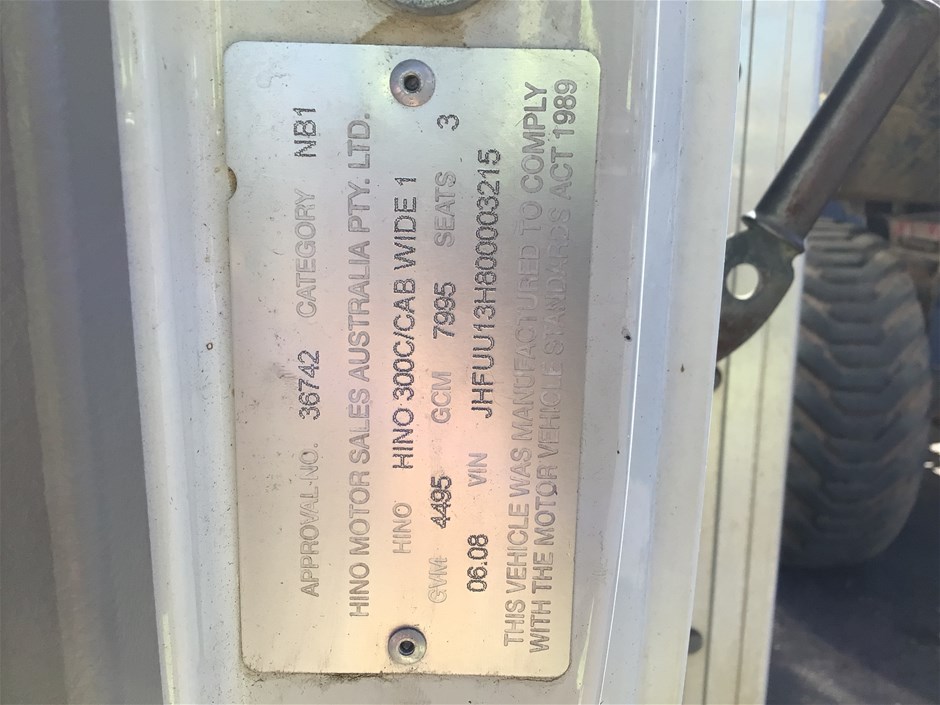 APPROVAL-NO. 36742 CATEGORY NB1
HINO MOTOR SALES AUSTRALIA PTY. LTD.
HINO HINO 300C/CAB WIDE 1
GVM 4495 GCM 7995 SEATS 3
06.08 VIN JHFUU13H800003215
THIS VEHICLE WAS MANUFACTURED TO COMPLY
WITH THE MOTOR VEHICLE STANDARDS ACT 1989